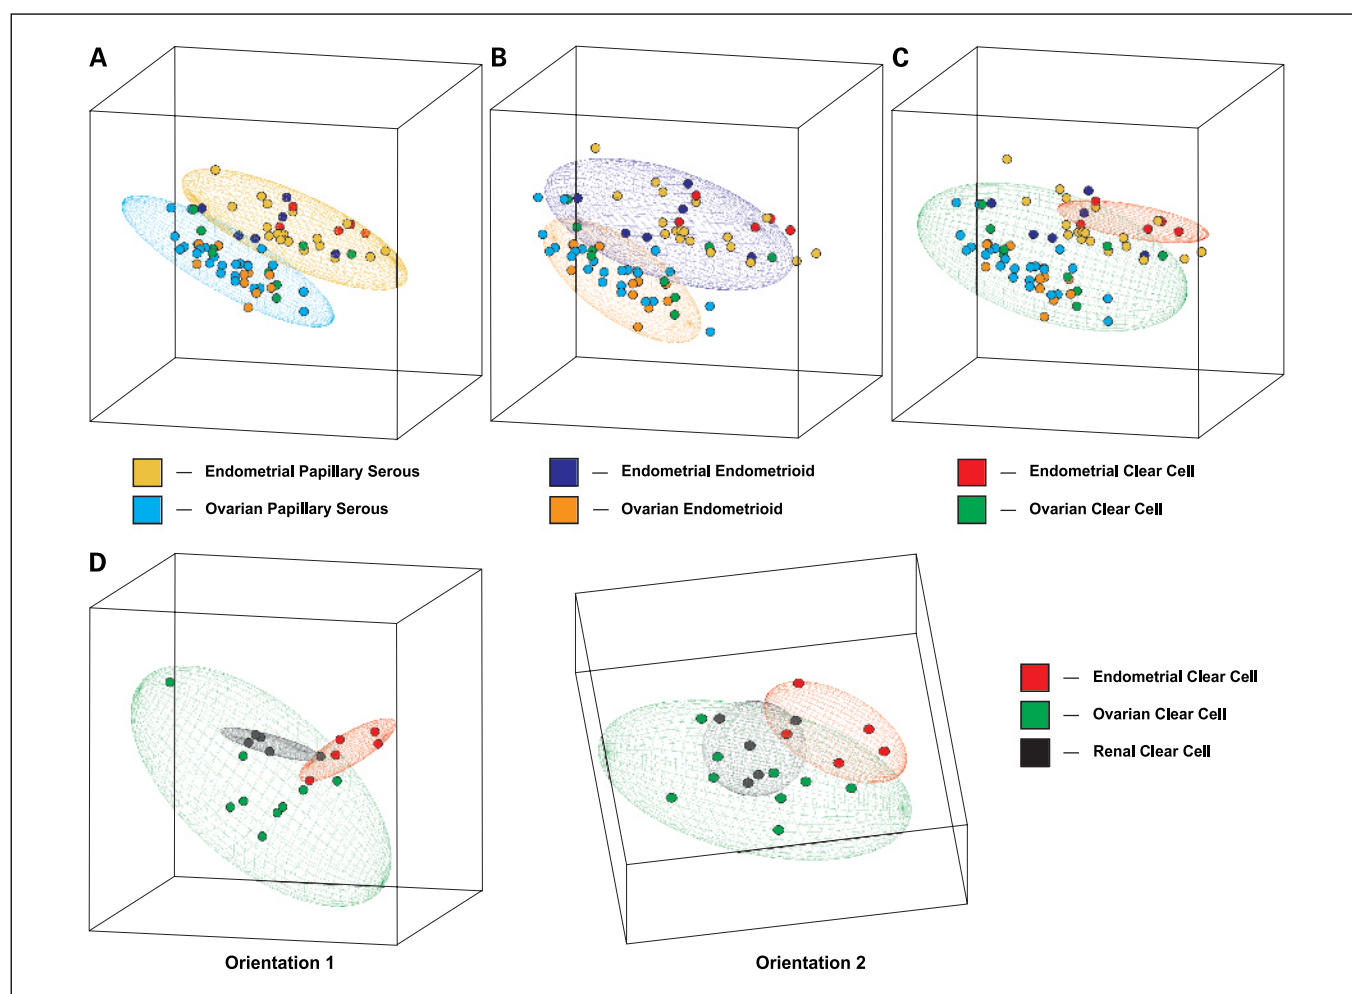 A B C
— Endometrial Papillary Serous — Endometrial Endometrioid — Endometrial Clear Cell
— Ovarian Papillary Serous — Ovarian Endometrioid — Ovarian Clear Cell
D
— Endometrial Clear Cell
— Ovarian Clear Cell
— Renal Clear Cell
Orientation 1 Orientation 2